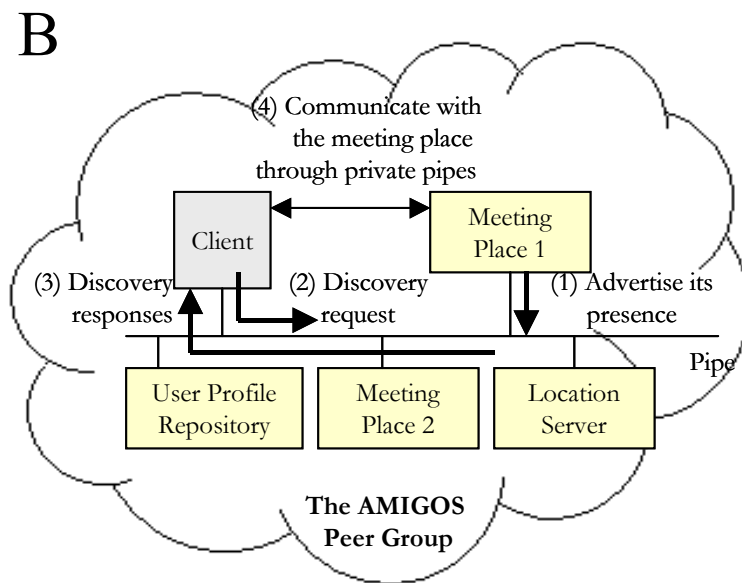 B
(4) Communicate with
the meeting place
through private pipes
Client
Meeting
Place 1
(3) Discovery
responses
(2) Discovery
request
(1) Advertise its
presence
Pipe
User Profile
Repository
Meeting
Place 2
Location
Server
The AMIGOS
Peer Group